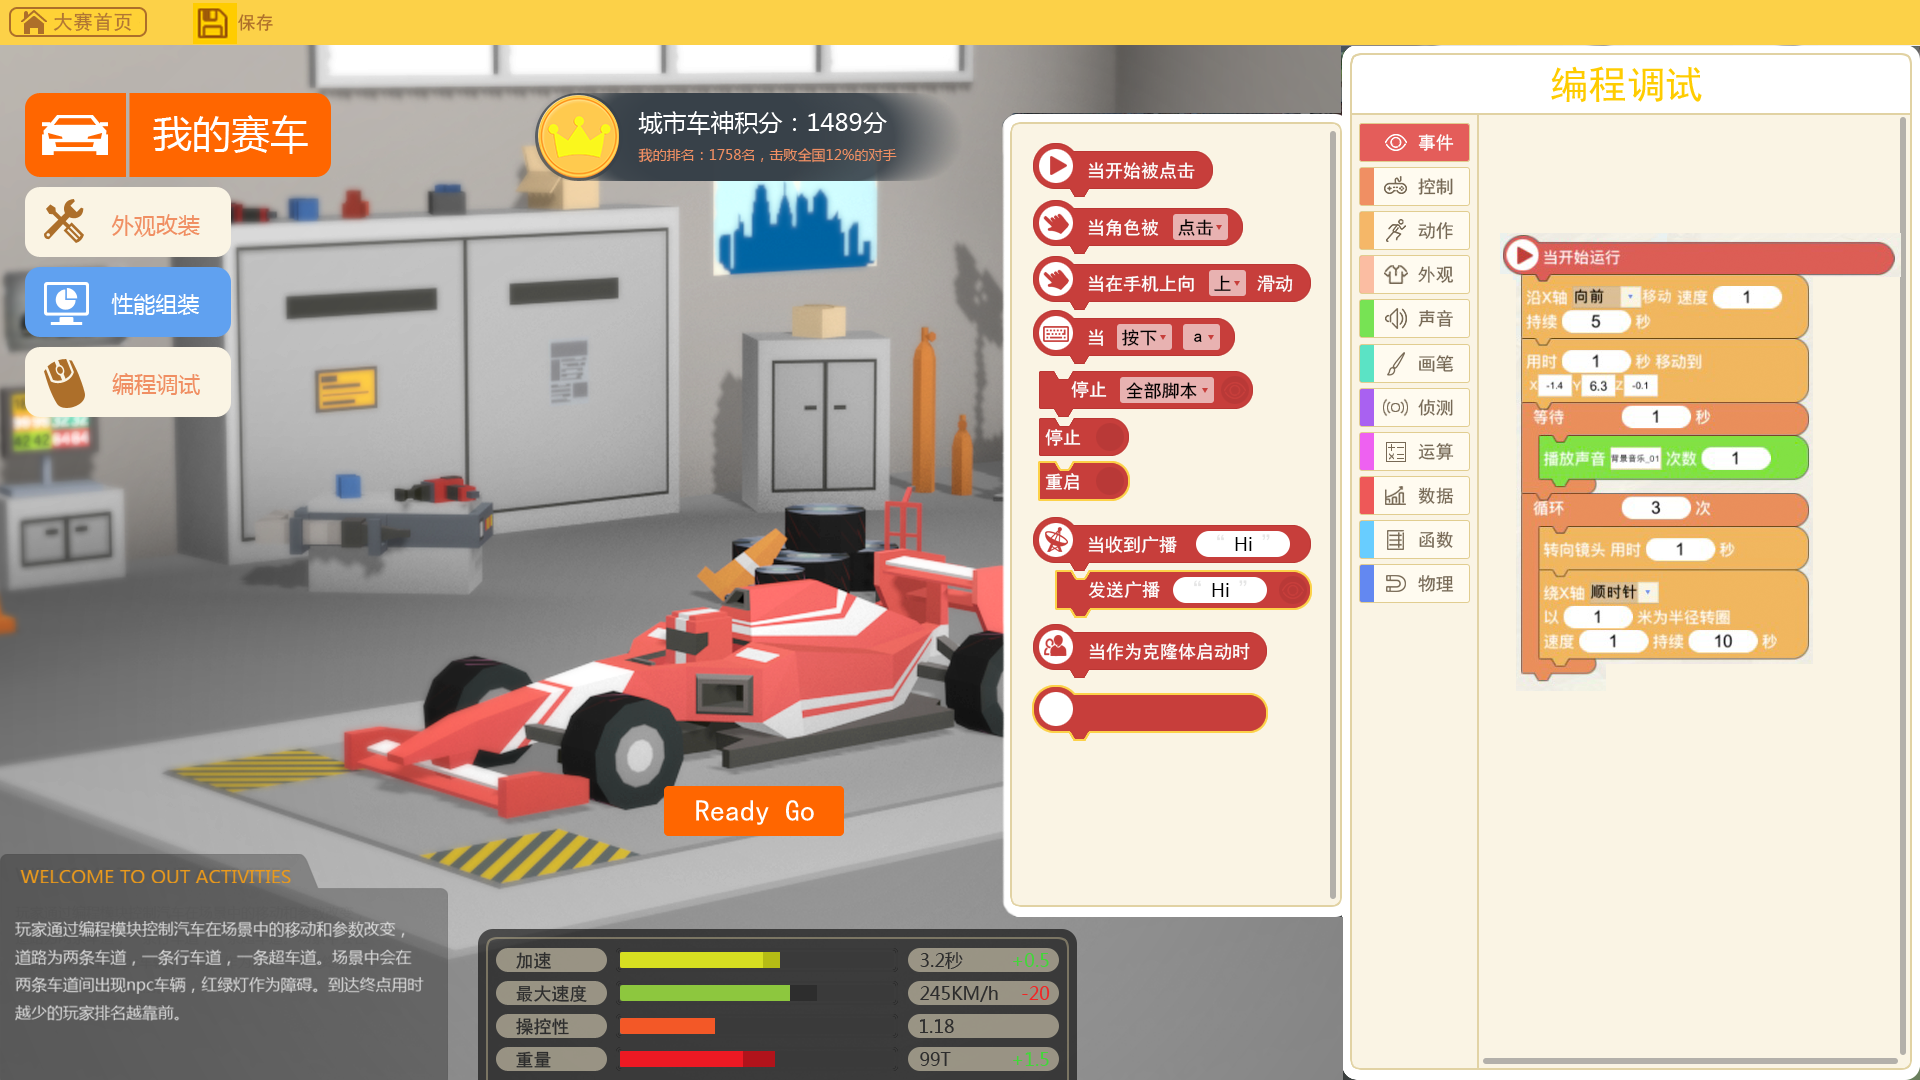 大赛首页
保存
我的赛车
外观改装
性能组装
编程调试
城市车神积分：1489分
我的排名：1758名，击败全国12%的对手
Ready Go
WELCOME TO OUT ACTIVITIES
玩家通过编程模块控制汽车在场景中的移动和参数改变，
道路为两条车道，一条行车道，一条超车道。场景中会在
两条车道间出现npc车辆，红绿灯作为障碍。到达终点用时
越少的玩家排名越靠前。
加速 3.2秒 +0.5
最大速度 245KM/h -20
操控性 1.18
重量 99T +1.5
当开始被点击
当角色被 点击
当在手机上向 上 滑动
当 按下 a
停止 全部脚本
停止
重启
当收到广播 “ Hi ”
发送广播 “ Hi ”
当作为克隆体启动时
编程调试
事件
控制
动作
外观
声音
画笔
侦测
运算
数据
函数
物理
当开始运行
沿X轴 向前 移动 速度 1
持续 5 秒
用时 1 秒 移动到
X -1.4 Y 6.3 Z -0.1
等待 1 秒
播放声音 背景音乐_01 次数 1
循环 3 次
转向镜头 用时 1 秒
绕X轴 顺时针
以 1 米为半径转圈
速度 1 持续 10 秒